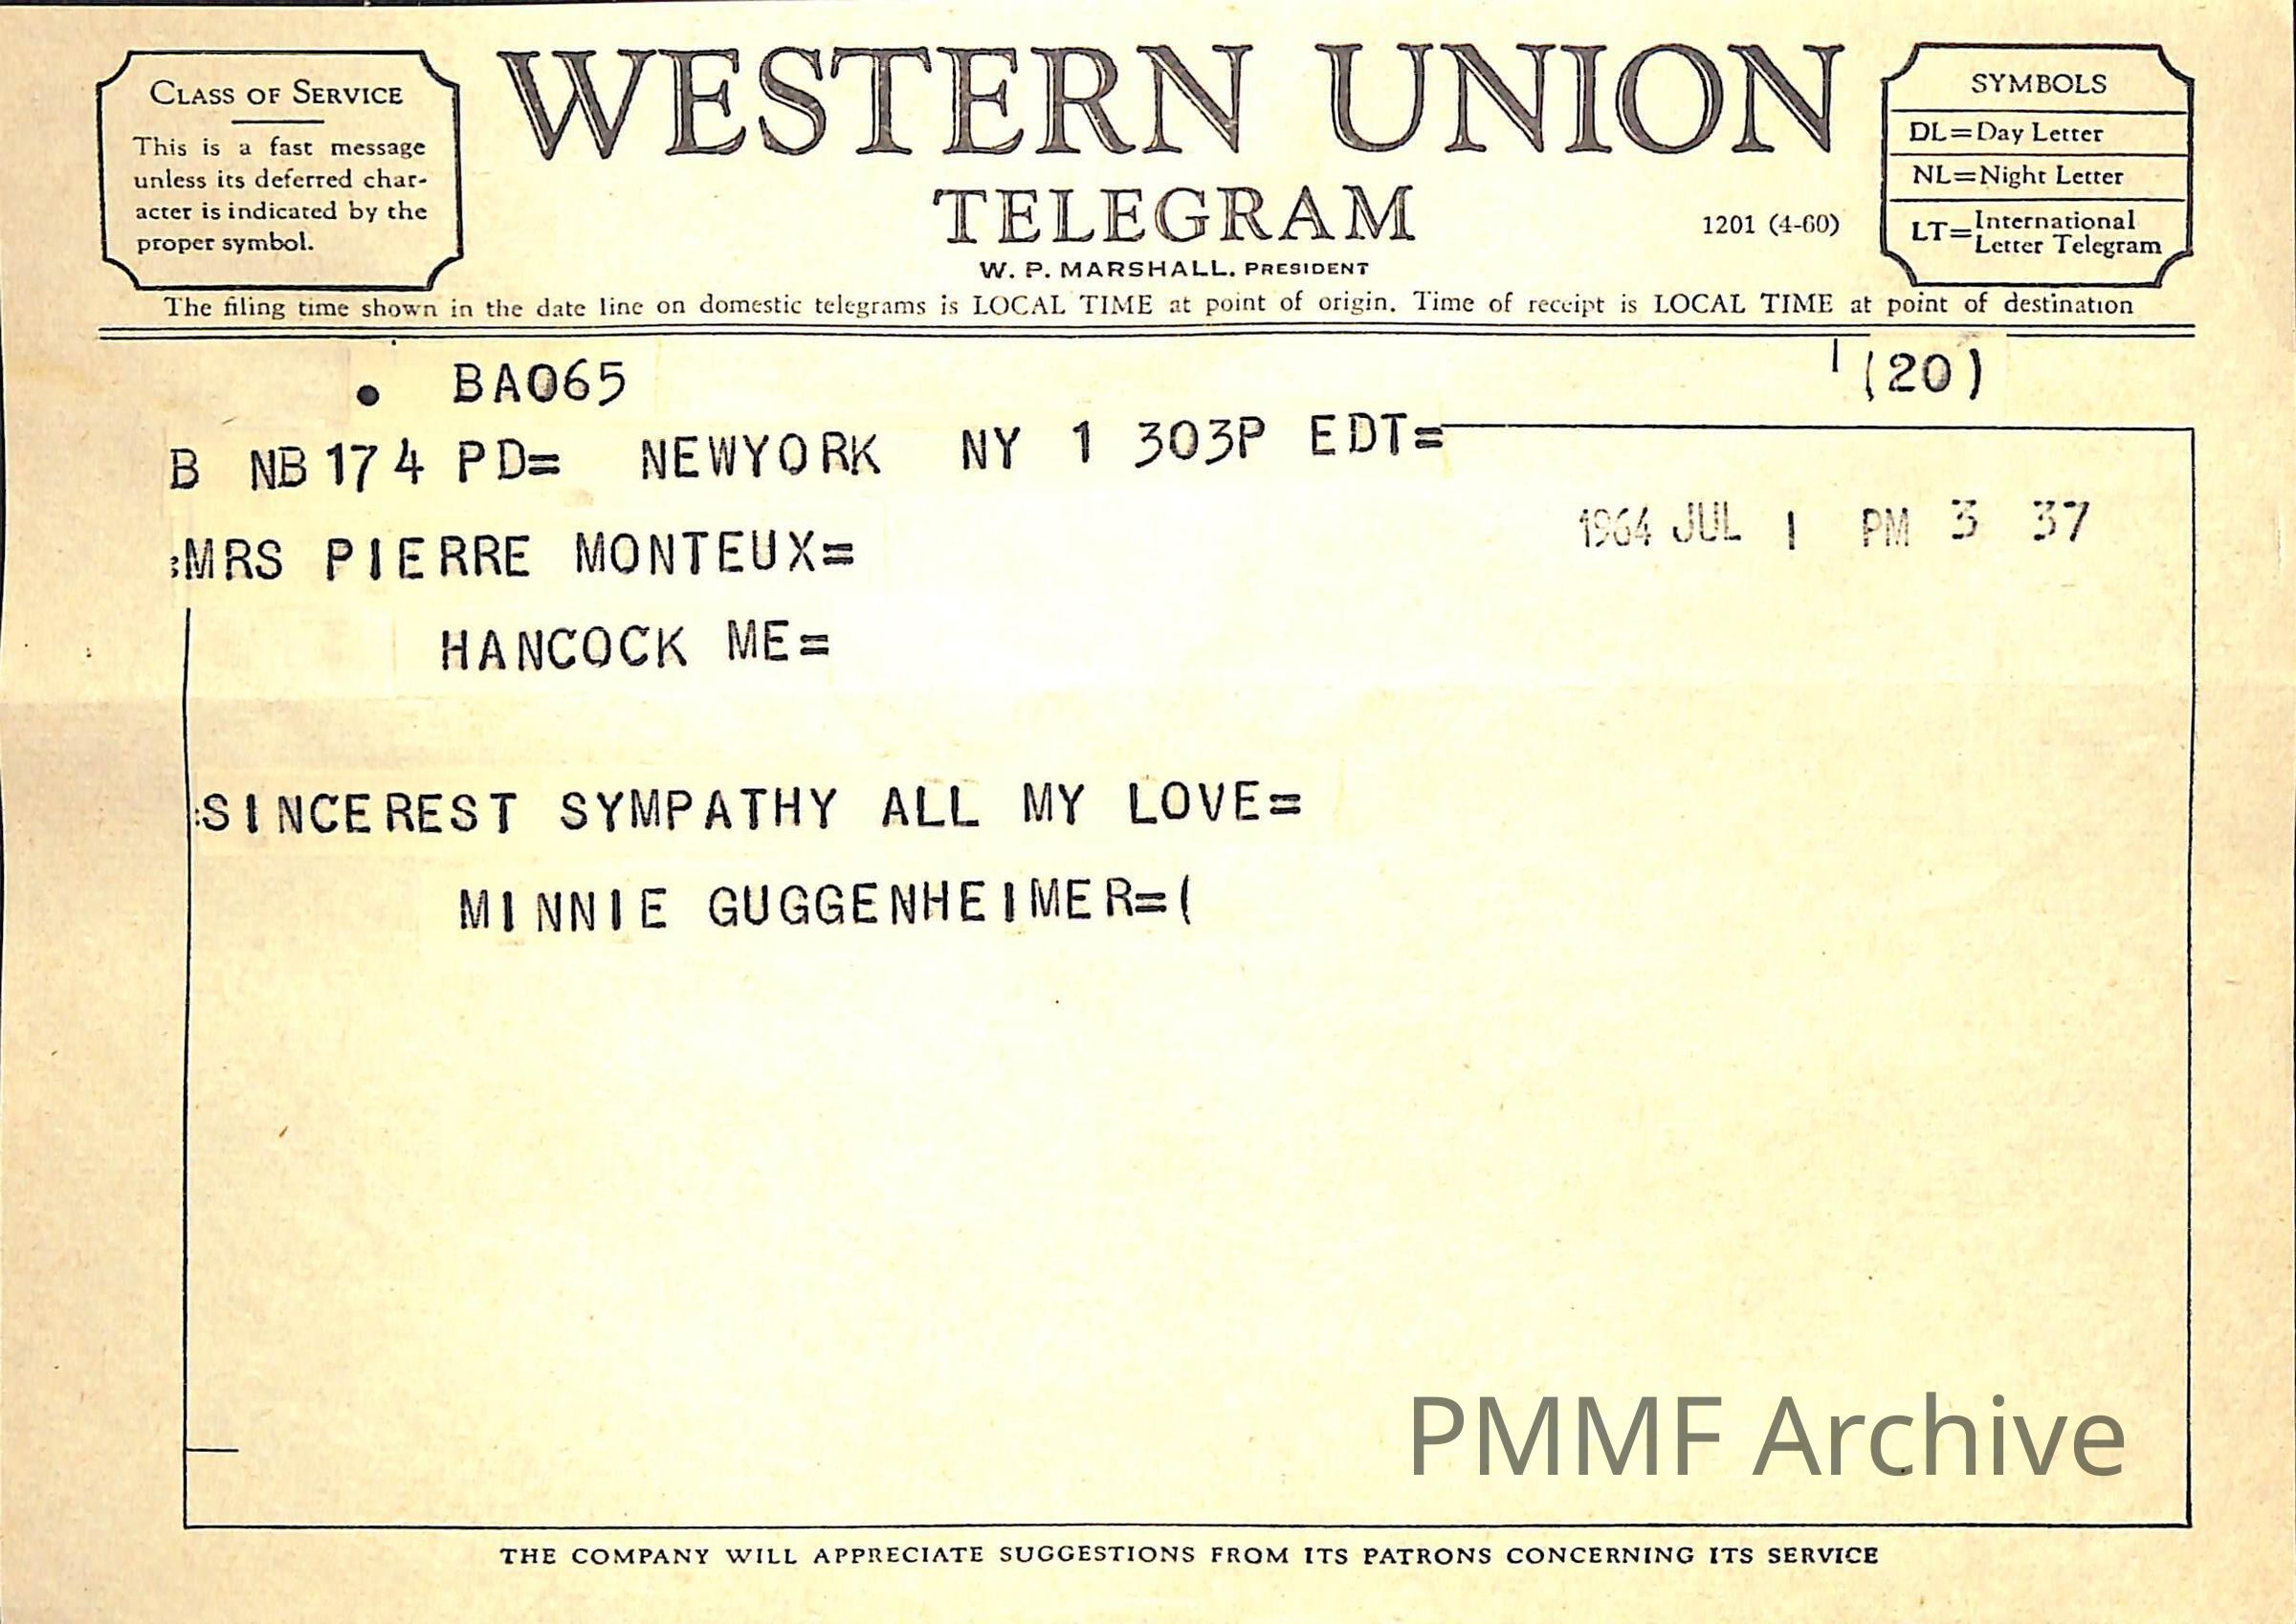 CLASS OF SERVICE
This is a fast message
unless its deferred char-
acter is indicated by the
proper symbol.
WESTERN UNION
TELEGRAM
W. P. MARSHALL, PRESIDENT
1201 (4-60)
SYMBOLS
DL=Day Letter
NL=Night Letter
LT=International
Letter Telegram
The filing time shown in the date line on domestic telegrams is LOCAL TIME at point of origin. Time of receipt is LOCAL TIME at point of destination
BA065
(20)
B NB174 PD= NEWYORK NY 1 303P EDT=
1964 JUL 1 PM 3 37
:MRS PIERRE MONTEUX=
HANCOCK ME=
:SINCEREST SYMPATHY ALL MY LOVE=
MINNIE GUGGENHEIMER=(
PMMF Archive
THE COMPANY WILL APPRECIATE SUGGESTIONS FROM ITS PATRONS CONCERNING ITS SERVICE